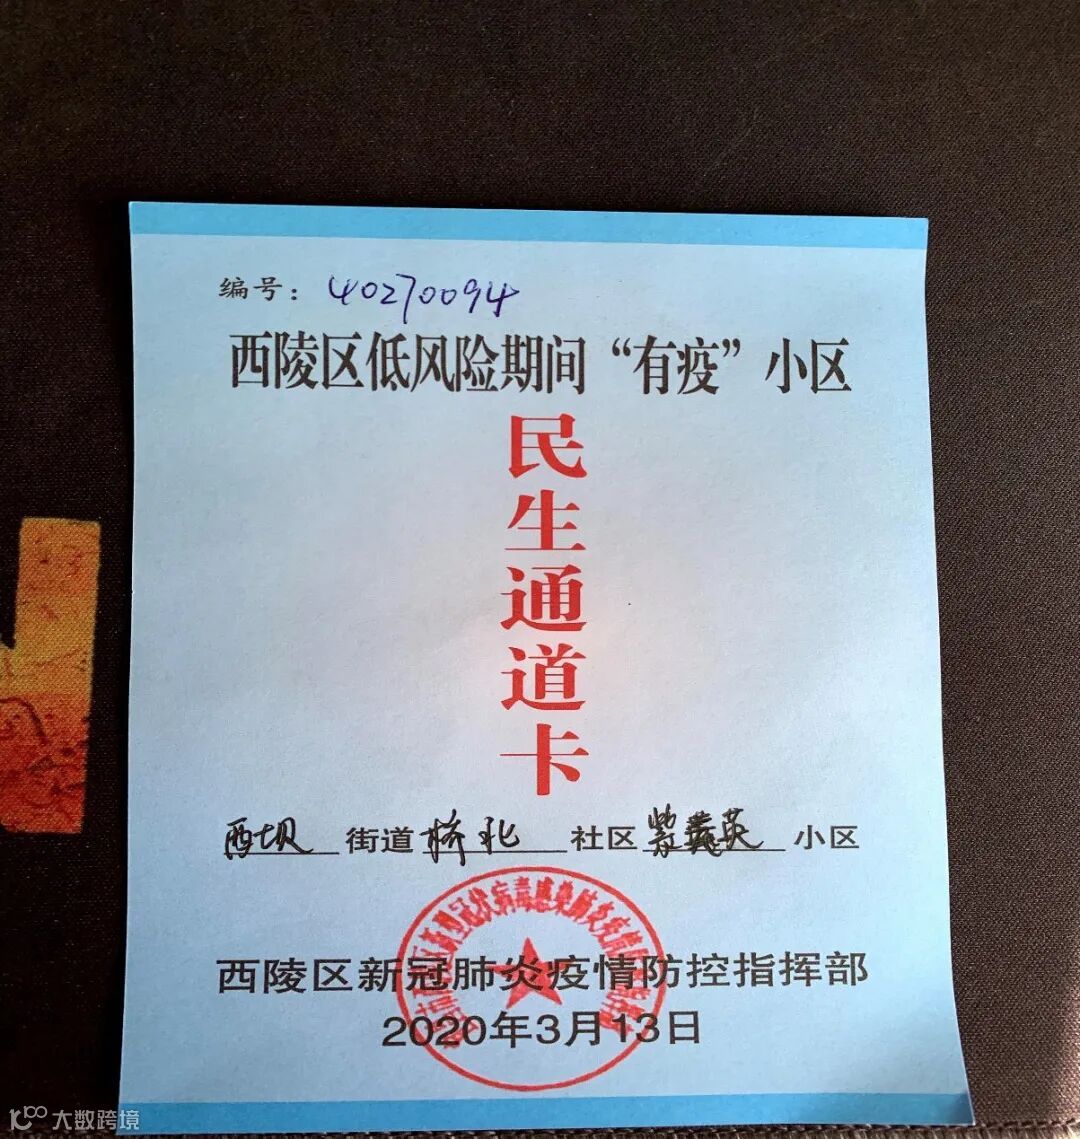 编号：40270094
西陵区低风险期间“有疫”小区
民生通道卡
西坝街道桥北社区紫薇英小区
西陵区新冠肺炎疫情防控指挥部
2020年3月13日
大数跨境